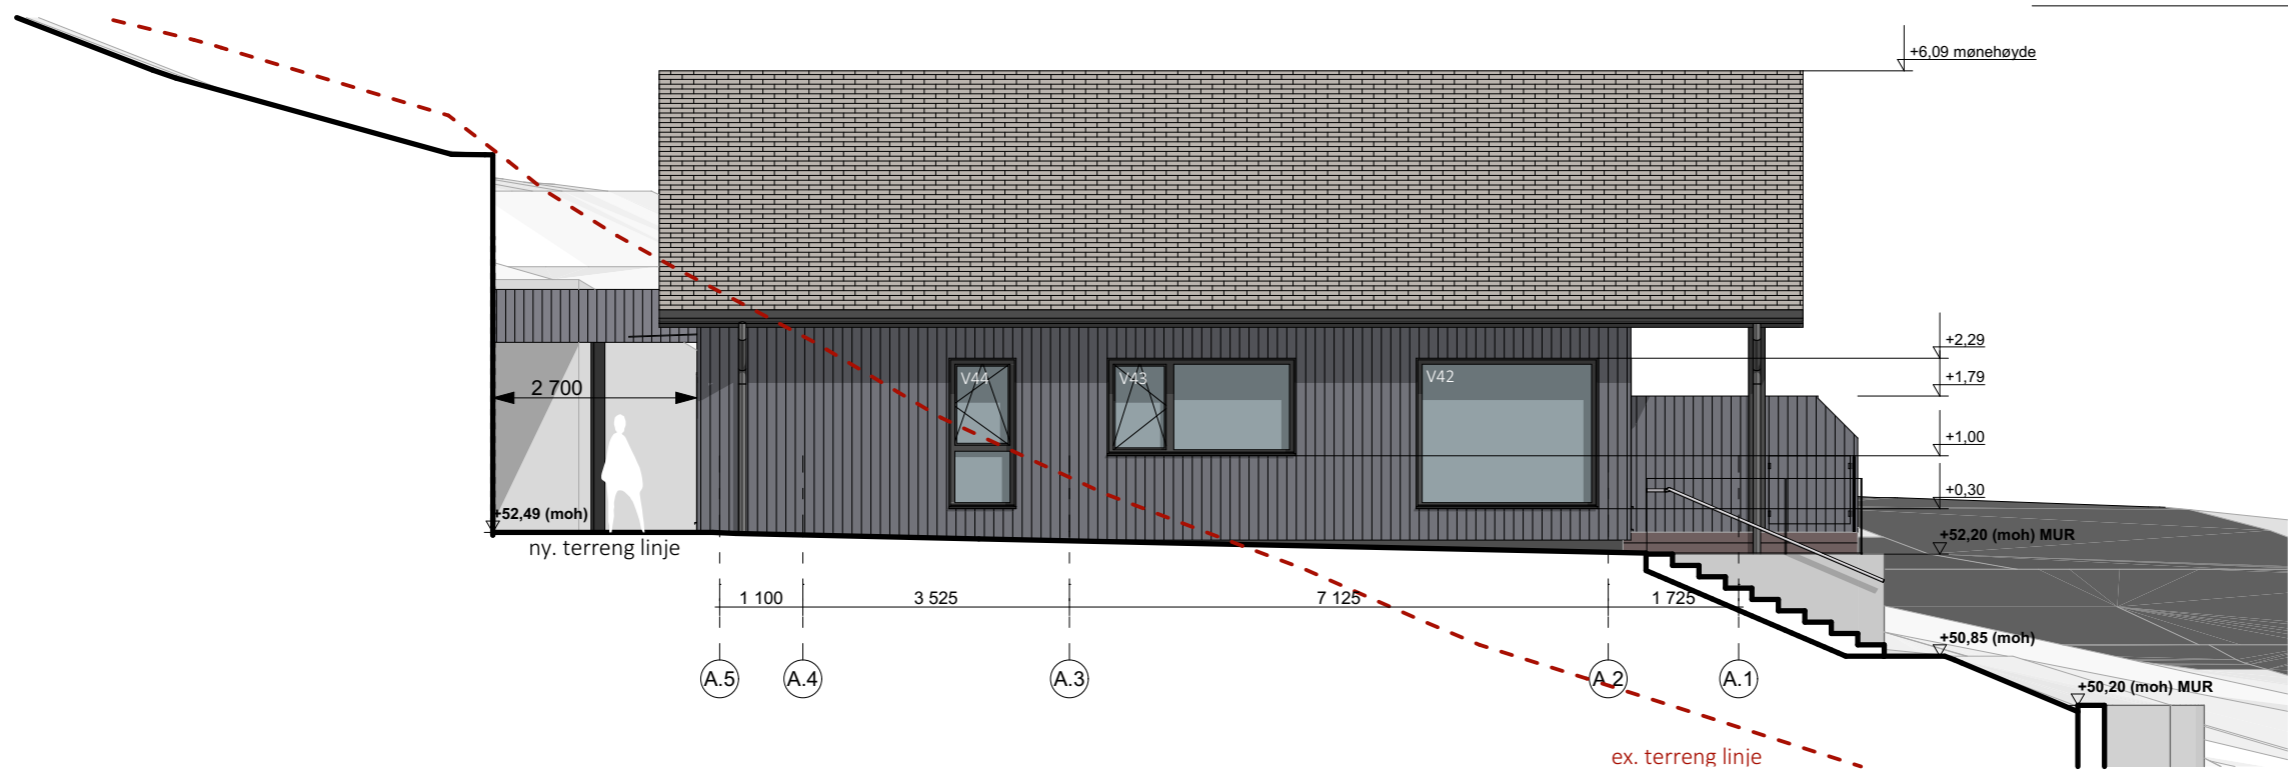 +6,09 mønehøyde
+2,29
V44
V43
V42
+1,79
2 700
+1,00
+0,30
+52,49 (moh)
+52,20 (moh) MUR
ny. terreng linje
1 100
3 525
7 125
1 725
+50,85 (moh)
A.5
A.4
A.3
A.2
A.1
+50,20 (moh) MUR
ex. terreng linje